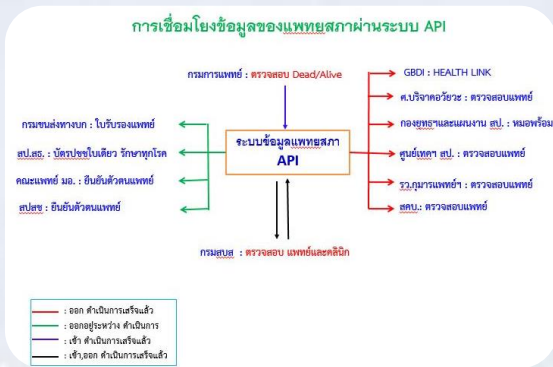 การเชื่อมโยงข้อมูลของแพทยสภาผ่านระบบ API
กรมการแพทย์ : ตรวจสอบ Dead/Alive
กรมขนส่งทางบก : ใบรับรองแพทย์
สป.สธ. : บัตรปชชใบเดียว รักษาทุกโรค
คณะแพทย์ มอ. : ยืนยันตัวตนแพทย์
สปสช : ยืนยันตัวตนแพทย์
ระบบข้อมูลแพทยสภา
API
GBDI : HEALTH LINK
ศ.บริจาคอวัยวะ : ตรวจสอบแพทย์
กองยุทธฯและแผนงาน สป. : หมอพร้อม
ศูนย์เทคฯ สป. : ตรวจสอบแพทย์
รว.กุมารแพทย์ฯ : ตรวจสอบแพทย์
สคบ.: ตรวจสอบแพทย์
กรมสบส : ตรวจสอบ แพทย์และคลินิก
: ออก ดำเนินการเสร็จแล้ว
: ออกอยู่ระหว่าง ดำเนินการ
: เข้า ดำเนินการเสร็จแล้ว
: เข้า,ออก ดำเนินการเสร็จแล้ว